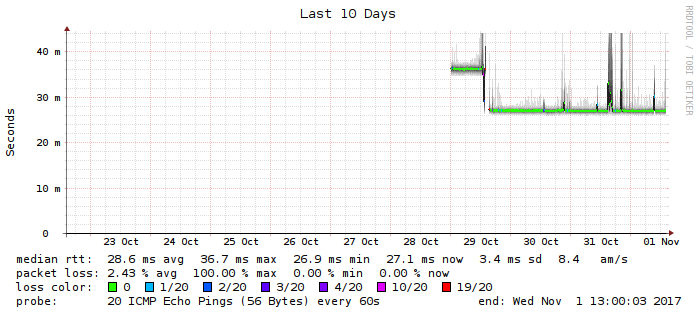 Last 10 Days
RRDTOOL / TOBI OETIKER
Seconds
40 m
30 m
20 m
10 m
0
23 Oct 24 Oct 25 Oct 26 Oct 27 Oct 28 Oct 29 Oct 30 Oct 31 Oct 01 Nov
median rtt: 28.6 ms avg 36.7 ms max 26.9 ms min 27.1 ms now 3.4 ms sd 8.4 am/s
packet loss: 2.43 % avg 100.00 % max 0.00 % min 0.00 % now
loss color: 0 1/20 2/20 3/20 4/20 10/20 19/20
probe: 20 ICMP Echo Pings (56 Bytes) every 60s end: Wed Nov 1 13:00:03 2017